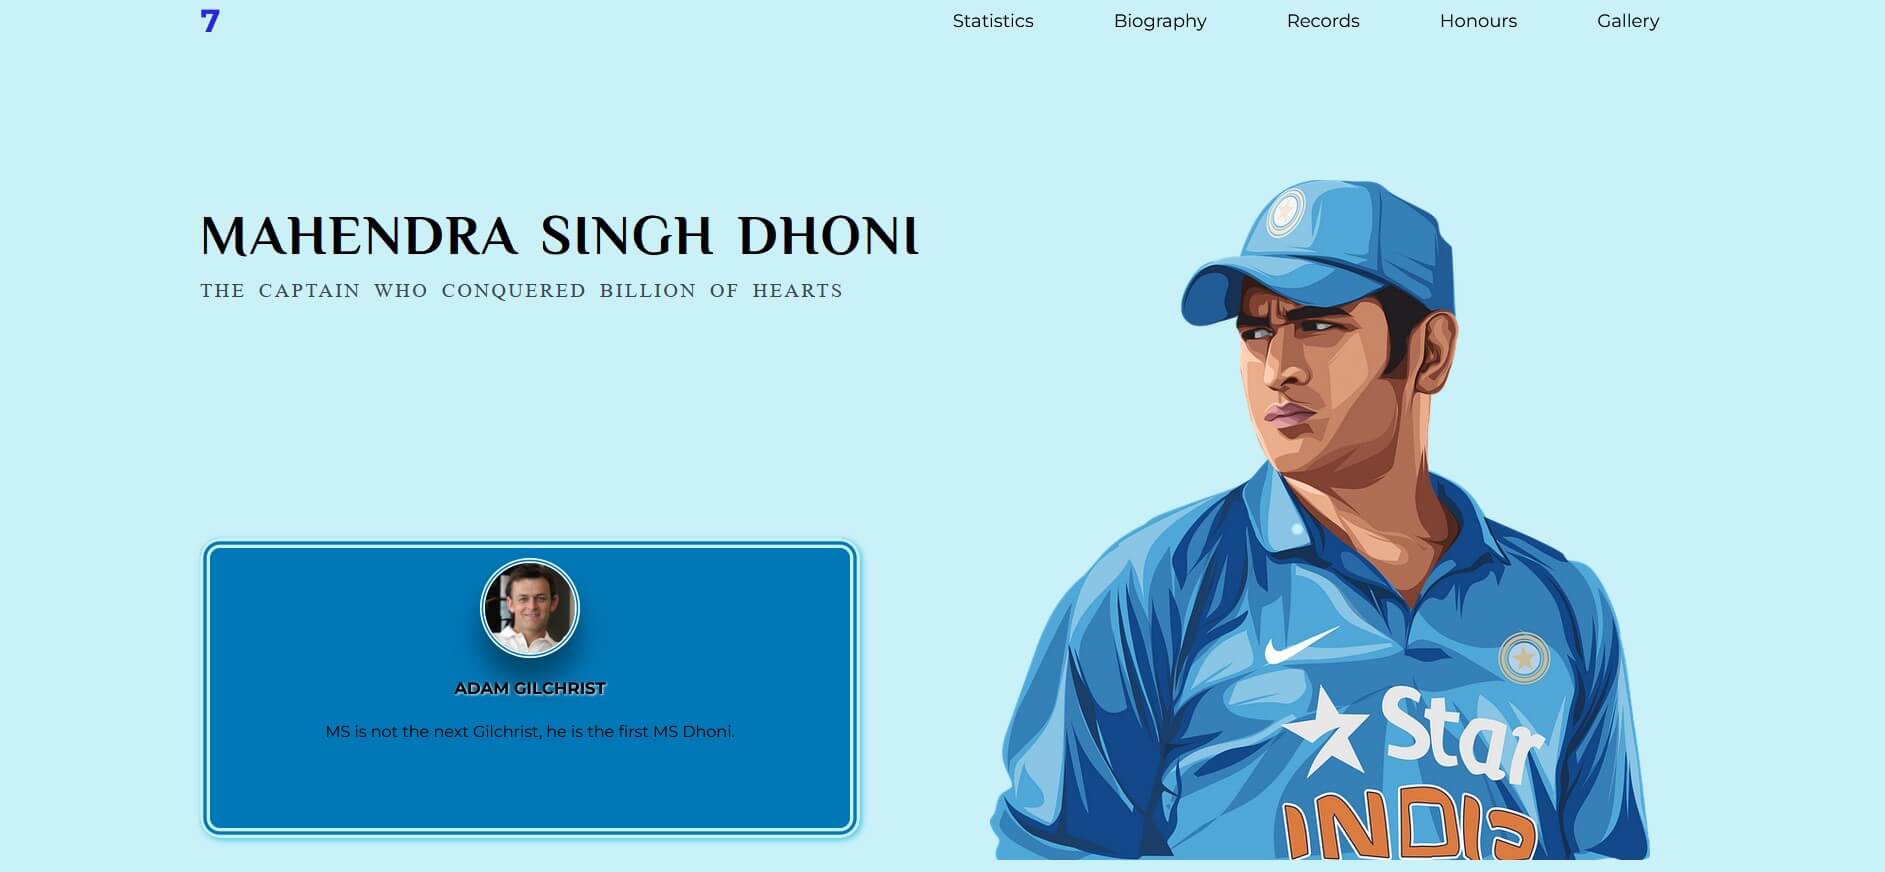 7
Statistics
Biography
Records
Honours
Gallery
MAHENDRA SINGH DHONI
THE CAPTAIN WHO CONQUERED BILLION OF HEARTS
ADAM GILCHRIST
MS is not the next Gilchrist, he is the first MS Dhoni.
Star
INDIA